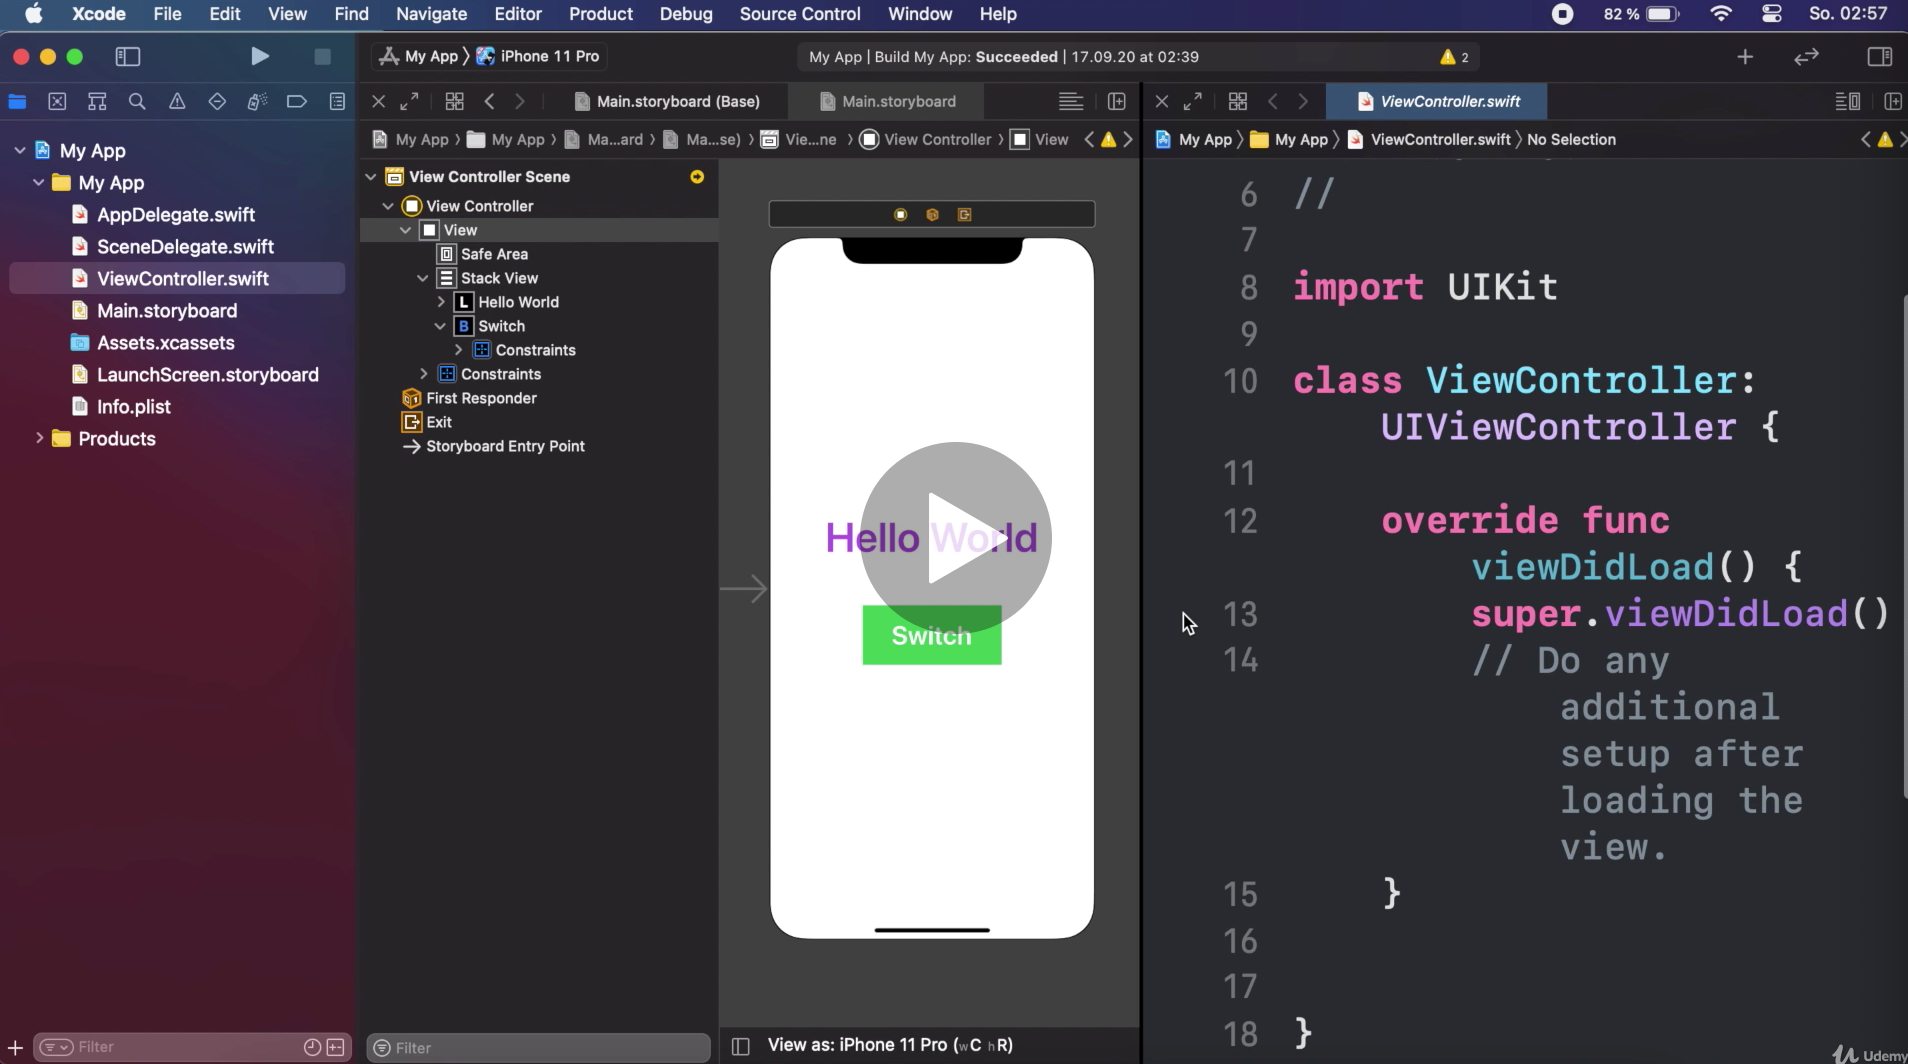 Xcode File Edit View Find Navigate Editor Product Debug Source Control Window Help
82 % So. 02:57
My App iPhone 11 Pro
My App | Build My App: Succeeded | 17.09.20 at 02:39
2
Main.storyboard (Base)
Main.storyboard
ViewController.swift
My App
My App
AppDelegate.swift
SceneDelegate.swift
ViewController.swift
Main.storyboard
Assets.xcassets
LaunchScreen.storyboard
Info.plist
Products
Filter
My App My App Ma...ard Ma...se) Vie...ne View Controller View
View Controller Scene
View Controller
View
Safe Area
Stack View
L Hello World
B Switch
Constraints
Constraints
First Responder
Exit
Storyboard Entry Point
Filter
Hello World
Switch
View as: iPhone 11 Pro (wC hR)
My App My App ViewController.swift No Selection
6 //
7
8 import UIKit
9
10 class ViewController:
UIViewController {
11
12 override func
viewDidLoad() {
13 super.viewDidLoad()
14 // Do any
additional
setup after
loading the
view.
15 }
16
17
18 }
Udemy